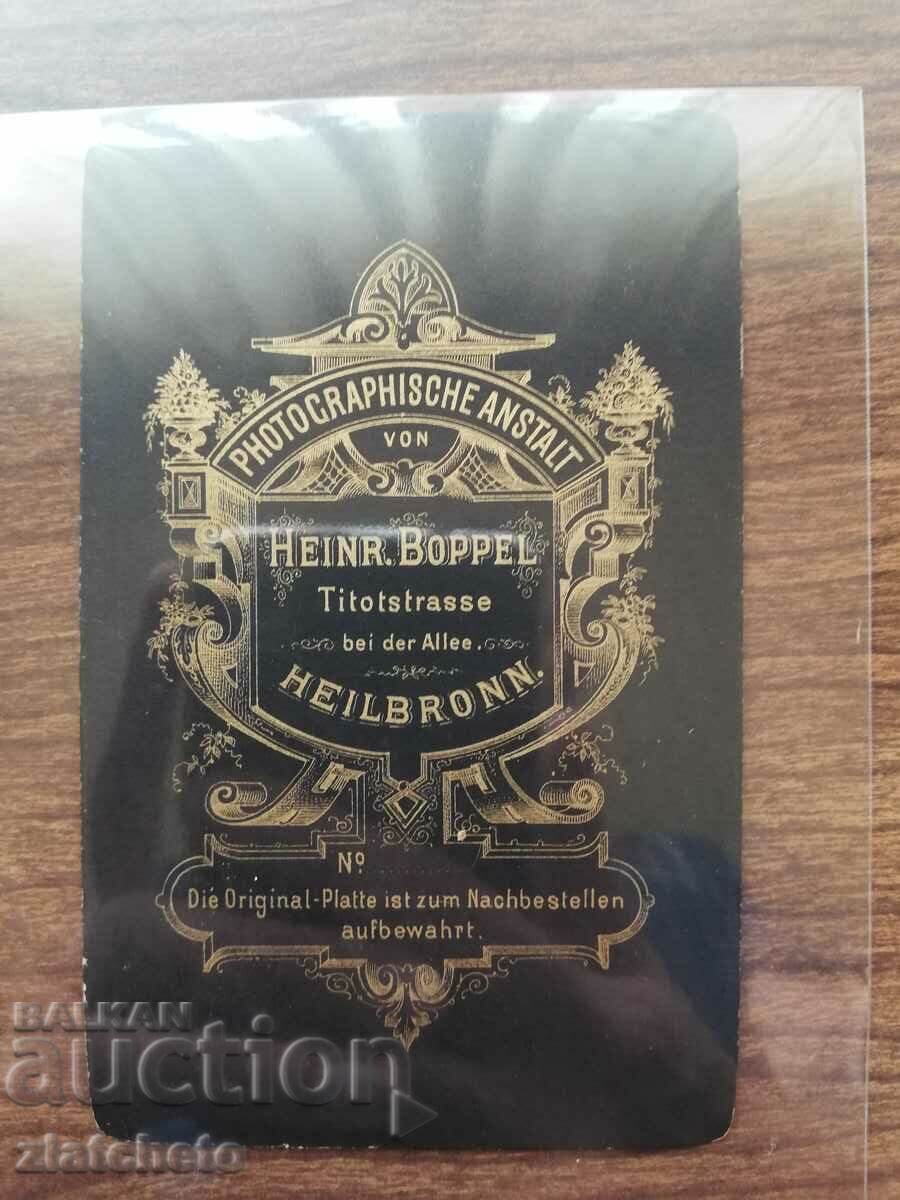 PHOTOGRAPHISCHE ANSTALT
VON
HEINR. BOPPEL
Titotstrasse
bei der Allee.
HEILBRONN.
Nº
Die Original-Platte ist zum Nachbestellen
aufbewahrt.
BALKAN
auction
zlatcheto